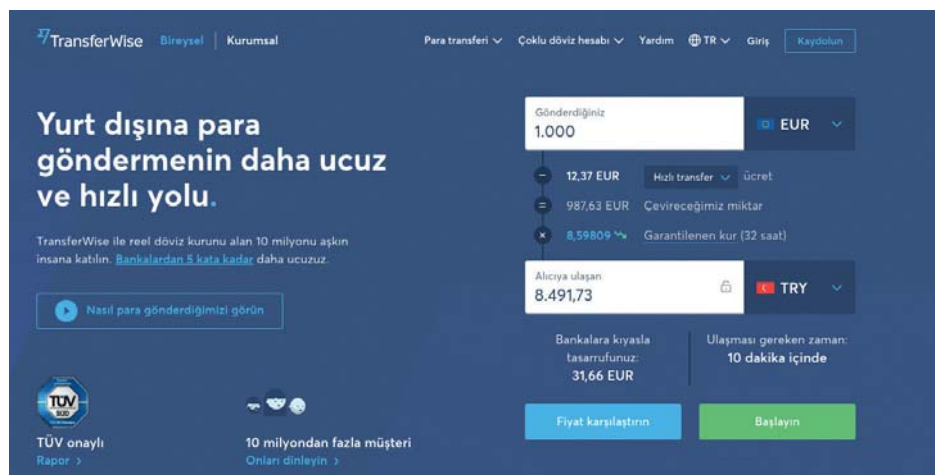 TransferWise Bireysel Kurumsal Para transferi Çoklu döviz hesabı Yardım TR Giriş Kaydolun
Yurt dışına para
göndermenin daha ucuz
ve hızlı yolu.
TransferWise ile reel döviz kurunu alan 10 milyonu aşkın
insana katılın. Bankalardan 5 kata kadar daha ucuzuz.
Nasıl para gönderdiğimizi görün
TÜV
SÜD
TÜV onaylı
Rapor
10 milyondan fazla müşteri
Onları dinleyin
Gönderdiğiniz
1.000 EUR
12,37 EUR Hızlı transfer ücret
987,63 EUR Çevireceğimiz miktar
8,59809 Garantilenen kur (32 saat)
Alıcıya ulaşan
8.491,73 TRY
Bankalara kıyasla
tasarrufunuz:
31,66 EUR
Ulaşması gereken zaman:
10 dakika içinde
Fiyat karşılaştırın
Başlayın